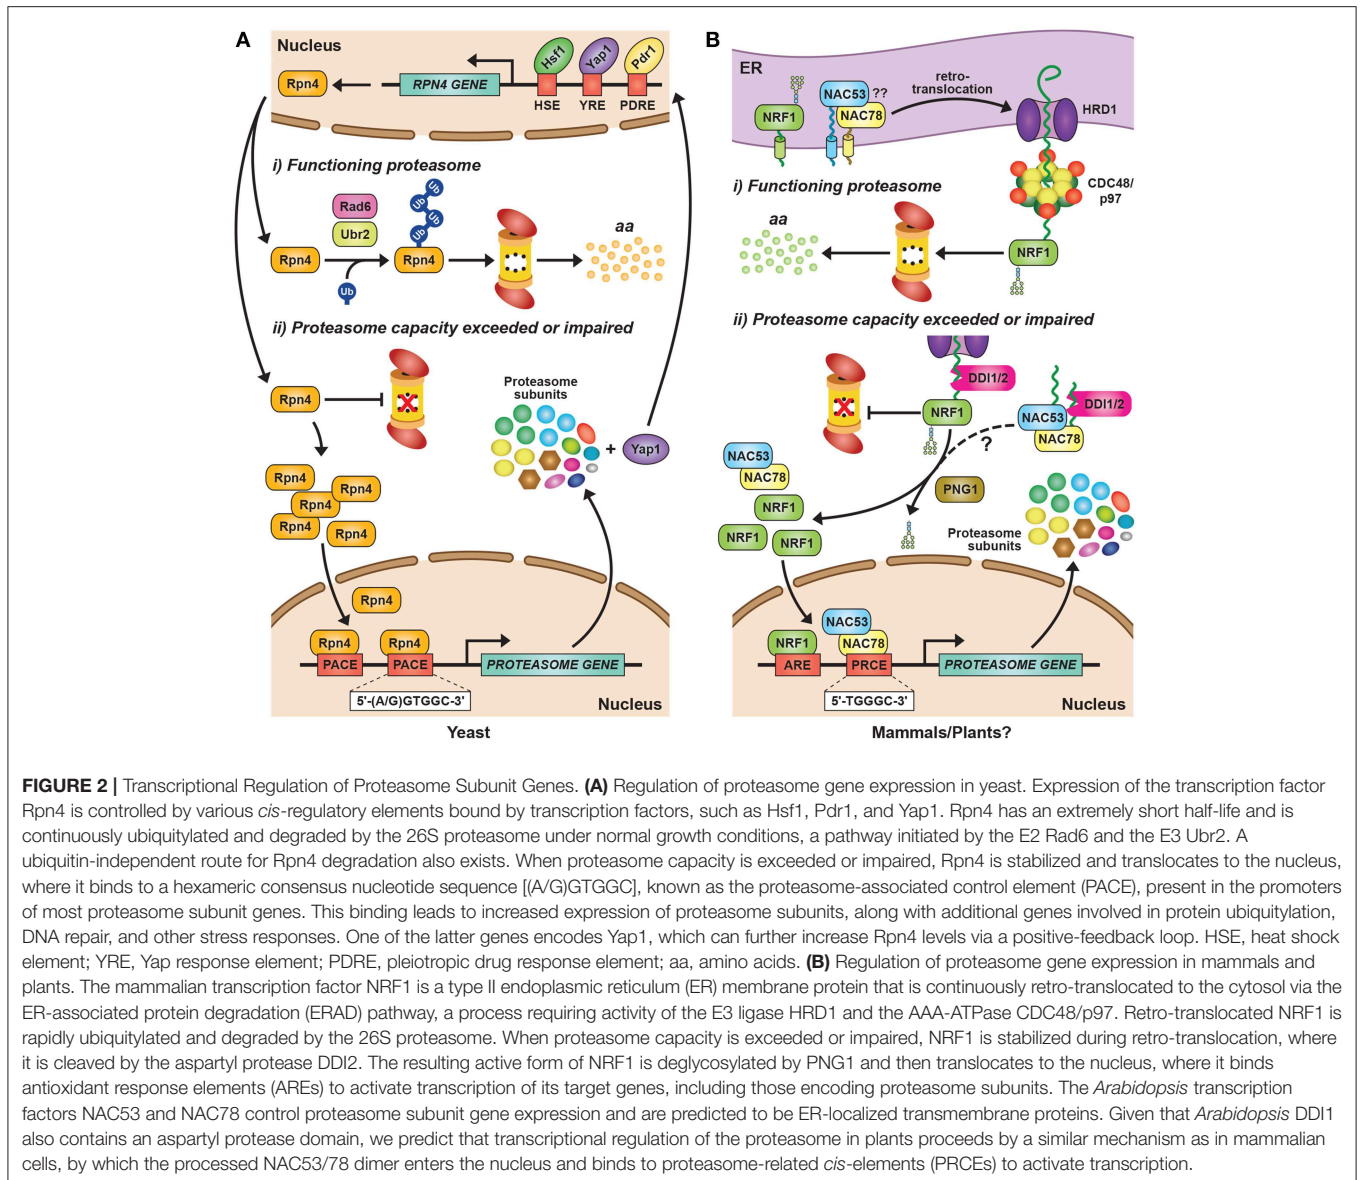 A
Nucleus
Hsf1
Yap1
Pdr1
Rpn4
RPN4 GENE
HSE
YRE
PDRE
i) Functioning proteasome
Rad6
Ubr2
Ub
Ub
Ub
Ub
aa
Rpn4
Rpn4
Ub
ii) Proteasome capacity exceeded or impaired
Rpn4
Proteasome
subunits
+
Yap1
Rpn4
Rpn4
Rpn4
Rpn4
Rpn4
Rpn4
Rpn4
Rpn4
PACE
PACE
PROTEASOME GENE
5'-(A/G)GTGGC-3'
Nucleus
Yeast
B
ER
NRF1
NAC53
??
NAC78
retro-
translocation
HRD1
i) Functioning proteasome
CDC48/
p97
aa
NRF1
ii) Proteasome capacity exceeded or impaired
DDI1/2
NRF1
DDI1/2
NAC53
NAC78
?
NAC53
NAC78
PNG1
NRF1
NRF1
NRF1
Proteasome
subunits
NAC53
NRF1
NAC78
ARE
PRCE
PROTEASOME GENE
5'-TGGGC-3'
Nucleus
Mammals/Plants?
FIGURE 2 | Transcriptional Regulation of Proteasome Subunit Genes. (A) Regulation of proteasome gene expression in yeast. Expression of the transcription factor
Rpn4 is controlled by various cis-regulatory elements bound by transcription factors, such as Hsf1, Pdr1, and Yap1. Rpn4 has an extremely short half-life and is
continuously ubiquitylated and degraded by the 26S proteasome under normal growth conditions, a pathway initiated by the E2 Rad6 and the E3 Ubr2. A
ubiquitin-independent route for Rpn4 degradation also exists. When proteasome capacity is exceeded or impaired, Rpn4 is stabilized and translocates to the nucleus,
where it binds to a hexameric consensus nucleotide sequence [(A/G)GTGGC], known as the proteasome-associated control element (PACE), present in the promoters
of most proteasome subunit genes. This binding leads to increased expression of proteasome subunits, along with additional genes involved in protein ubiquitylation,
DNA repair, and other stress responses. One of the latter genes encodes Yap1, which can further increase Rpn4 levels via a positive-feedback loop. HSE, heat shock
element; YRE, Yap response element; PDRE, pleiotropic drug response element; aa, amino acids. (B) Regulation of proteasome gene expression in mammals and
plants. The mammalian transcription factor NRF1 is a type II endoplasmic reticulum (ER) membrane protein that is continuously retro-translocated to the cytosol via the
ER-associated protein degradation (ERAD) pathway, a process requiring activity of the E3 ligase HRD1 and the AAA-ATPase CDC48/p97. Retro-translocated NRF1 is
rapidly ubiquitylated and degraded by the 26S proteasome. When proteasome capacity is exceeded or impaired, NRF1 is stabilized during retro-translocation, where
it is cleaved by the aspartyl protease DDI2. The resulting active form of NRF1 is deglycosylated by PNG1 and then translocates to the nucleus, where it binds
antioxidant response elements (AREs) to activate transcription of its target genes, including those encoding proteasome subunits. The Arabidopsis transcription
factors NAC53 and NAC78 control proteasome subunit gene expression and are predicted to be ER-localized transmembrane proteins. Given that Arabidopsis DDI1
also contains an aspartyl protease domain, we predict that transcriptional regulation of the proteasome in plants proceeds by a similar mechanism as in mammalian
cells, by which the processed NAC53/78 dimer enters the nucleus and binds to proteasome-related cis-elements (PRCEs) to activate transcription.